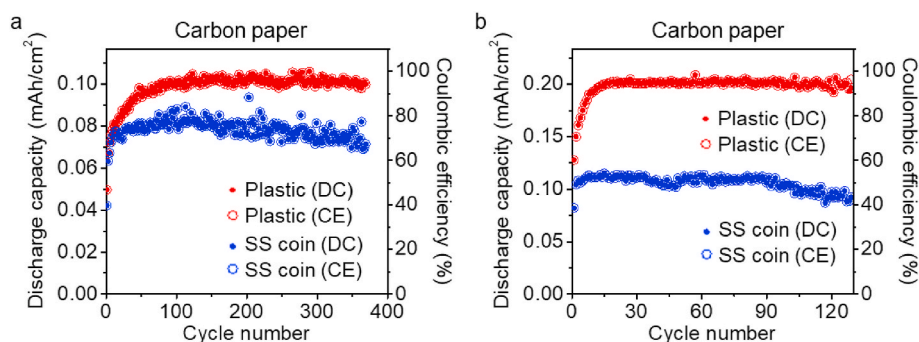 a
Carbon paper
Discharge capacity (mAh/cm²)
0.10
0.08
0.06
0.04
0.02
0.00
100
80
60
40
20
0
Coulombic efficiency (%)
Plastic (DC)
Plastic (CE)
SS coin (DC)
SS coin (CE)
0 100 200 300 400
Cycle number
b
Carbon paper
Discharge capacity (mAh/cm²)
0.20
0.15
0.10
0.25
0.00
100
80
60
40
20
0
Coulombic efficiency (%)
Plastic (DC)
Plastic (CE)
SS coin (DC)
SS coin (CE)
0 30 60 90 120
Cycle number